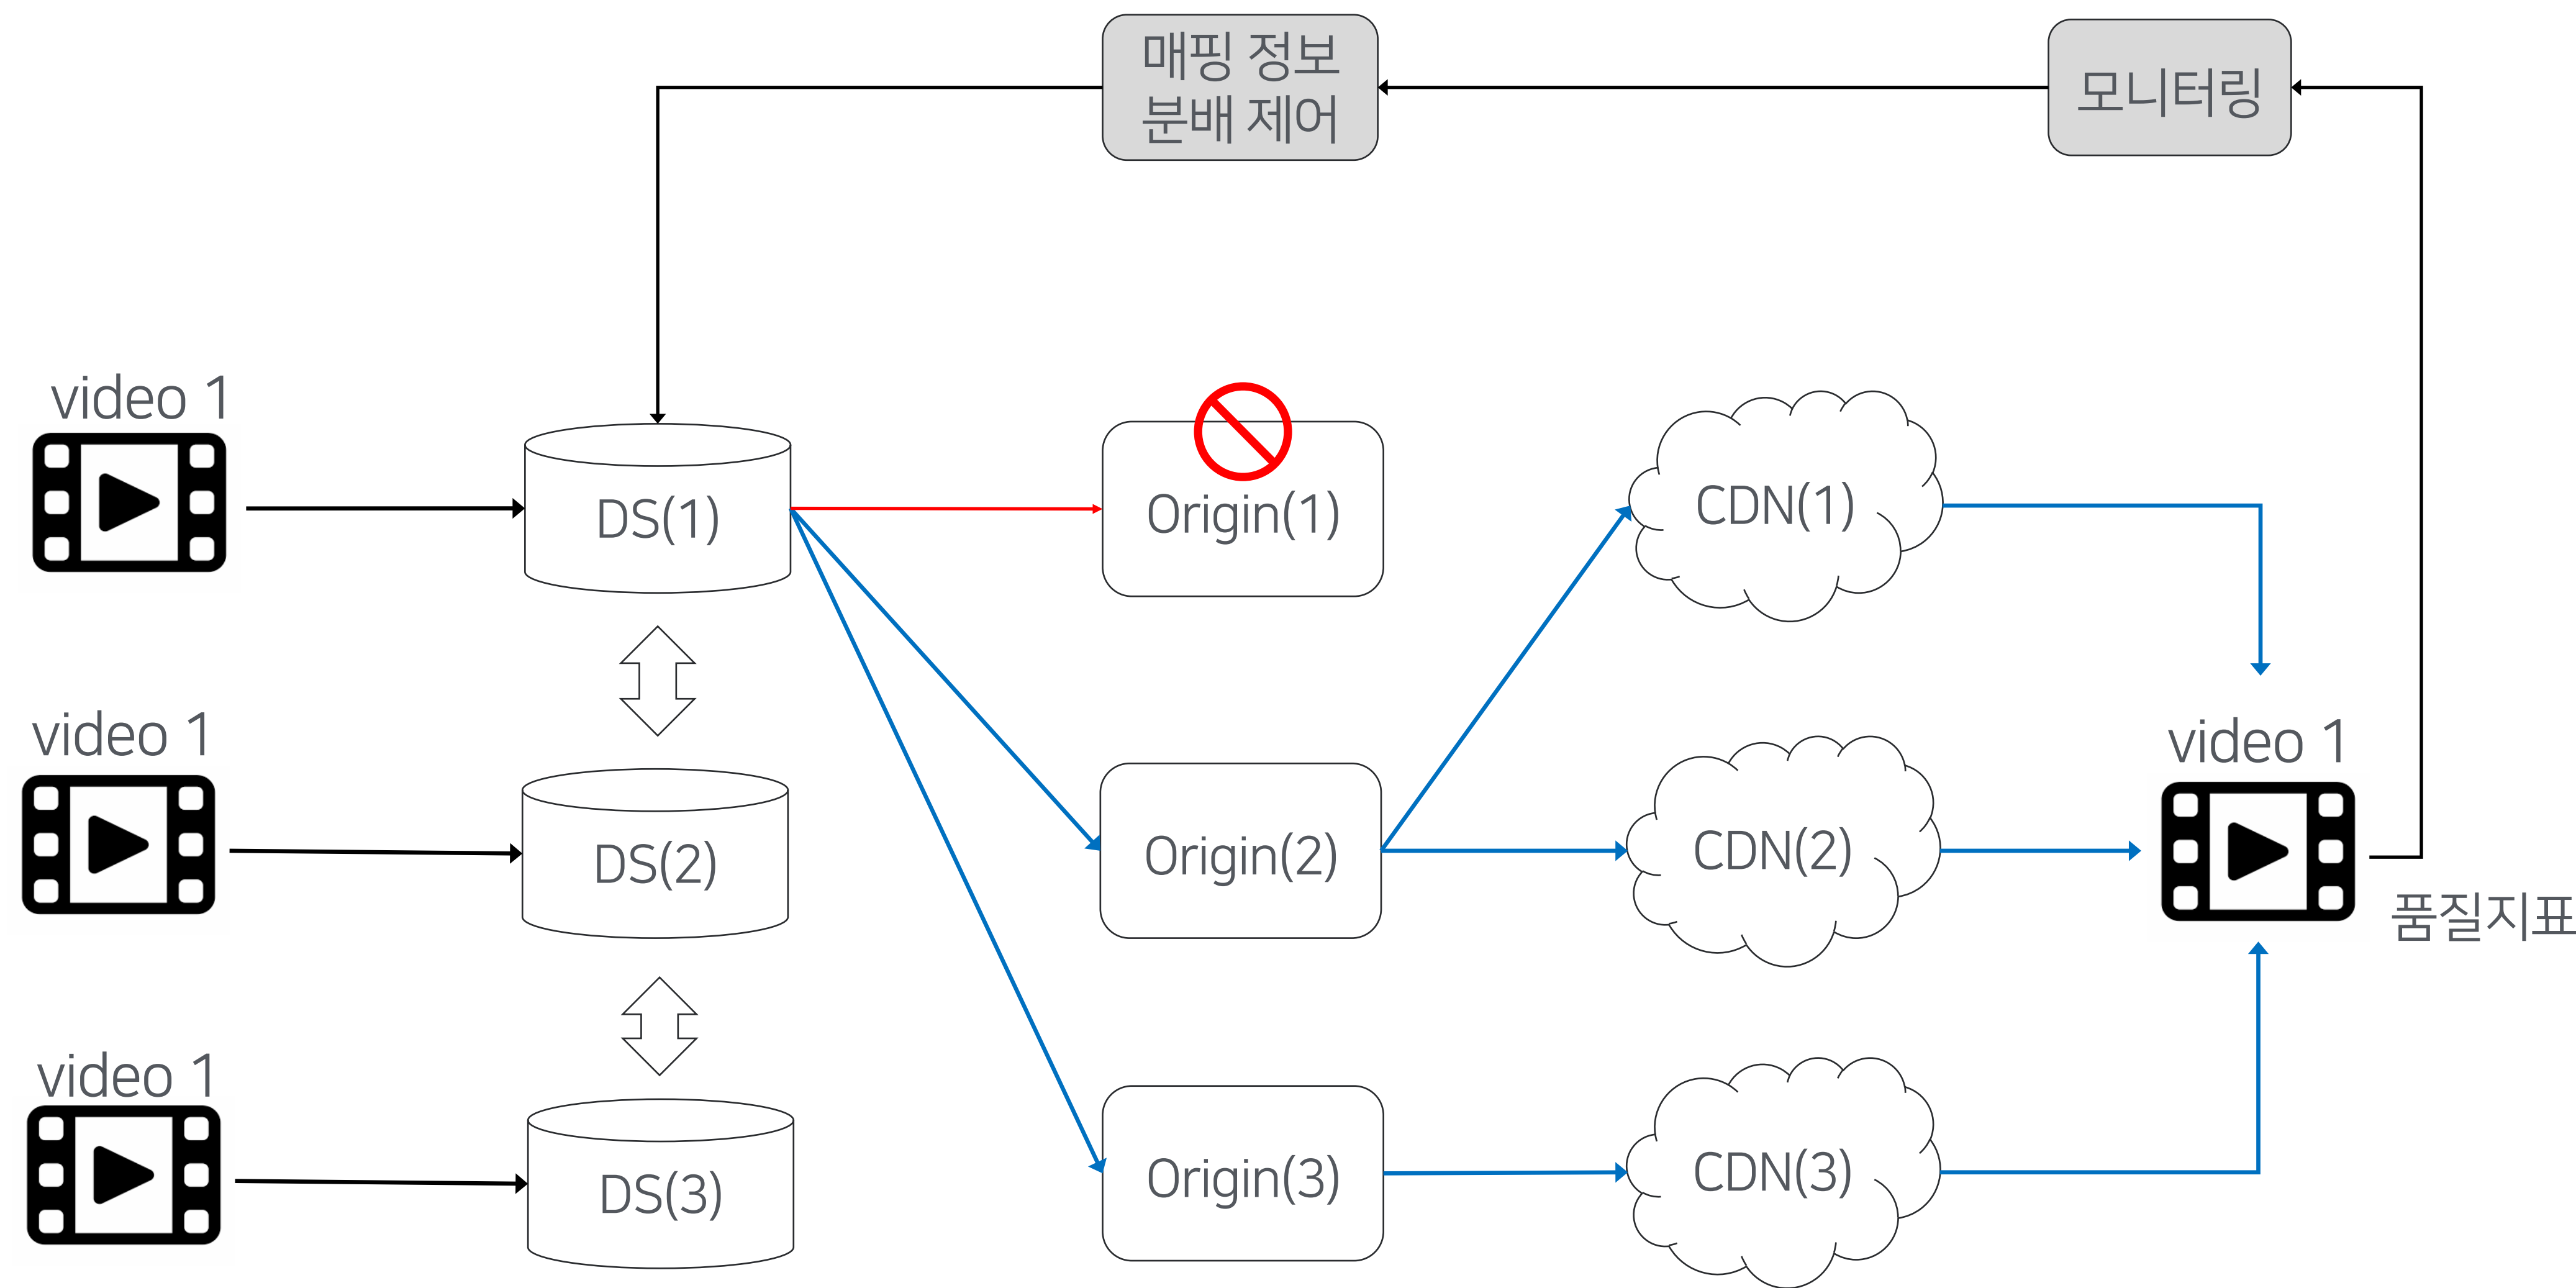 매핑 정보
분배 제어
모니터링
video 1
DS(1)
Origin(1)
CDN(1)
video 1
DS(2)
Origin(2)
CDN(2)
video 1
품질지표
video 1
DS(3)
Origin(3)
CDN(3)